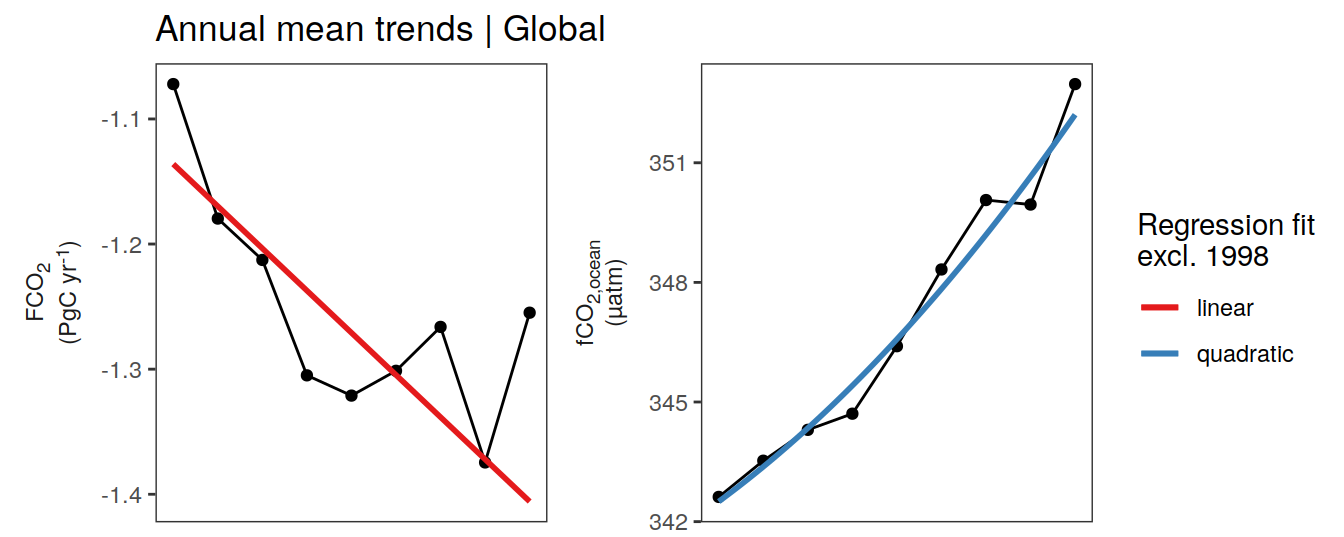 Annual mean trends | Global
FCO₂
(PgC yr⁻¹)
-1.1
-1.2
-1.3
-1.4
fCO₂,ocean
(µatm)
351
348
345
342
Regression fit
excl. 1998
linear
quadratic